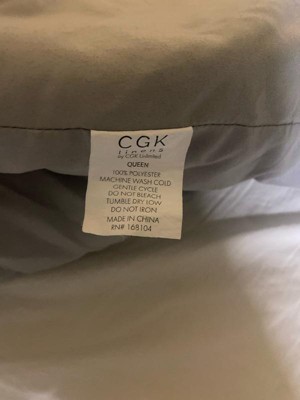 CGK
linens
by CGK Unlimited
QUEEN
100% POLYESTER
MACHINE WASH COLD
GENTLE CYCLE
DO NOT BLEACH
TUMBLE DRY LOW
DO NOT IRON
MADE IN CHINA
RN# 168104